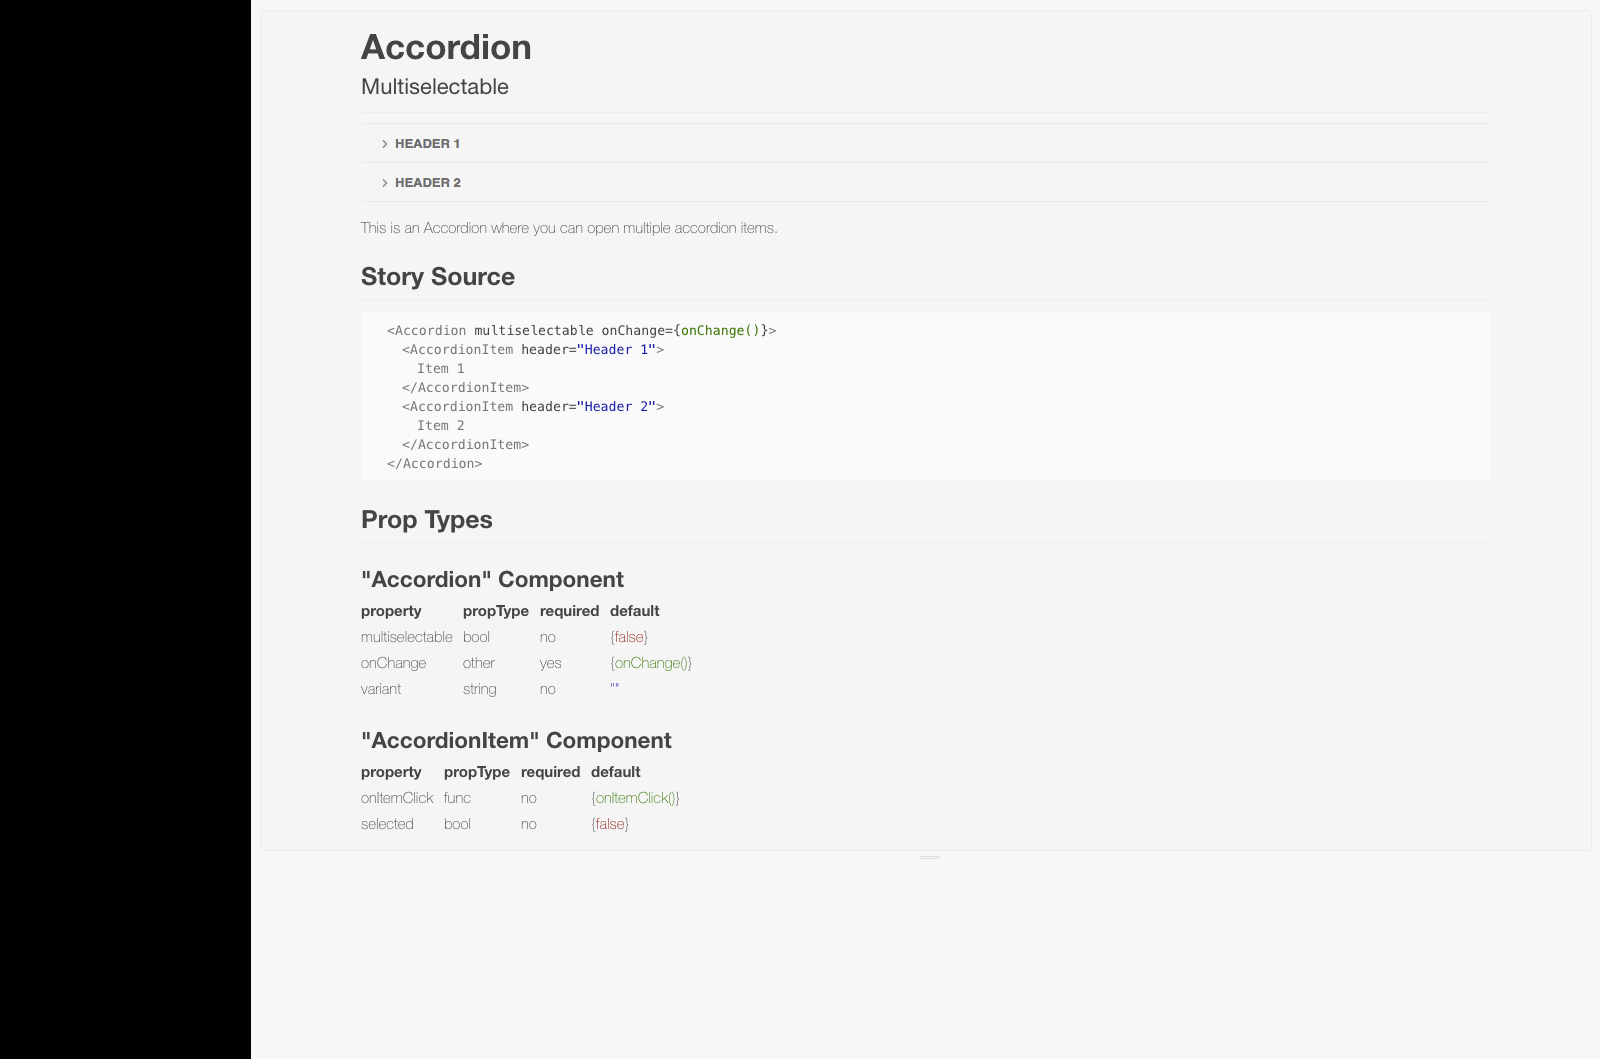 Accordion
Multiselectable
HEADER 1
HEADER 2
This is an Accordion where you can open multiple accordion items.
Story Source
<Accordion multiselectable onChange={onChange()}>
<AccordionItem header="Header 1">
Item 1
</AccordionItem>
<AccordionItem header="Header 2">
Item 2
</AccordionItem>
</Accordion>
Prop Types
"Accordion" Component
property propType required default
multiselectable bool no {false}
onChange other yes {onChange()}
variant string no ""
"AccordionItem" Component
property propType required default
onItemClick func no {onItemClick()}
selected bool no {false}